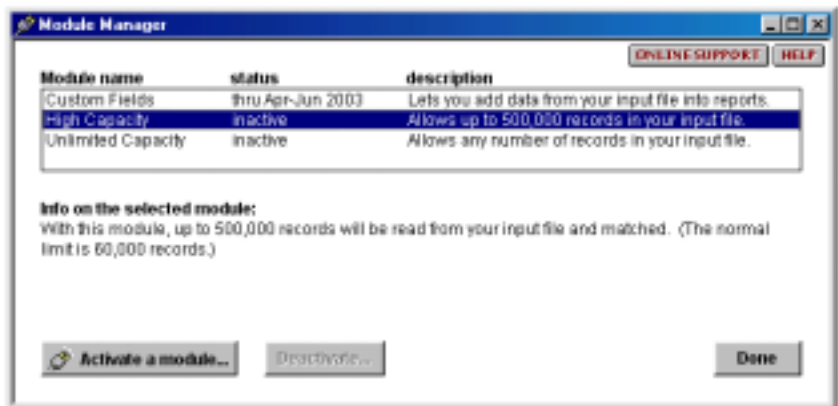 Module Manager
ONLINE SUPPORT HELP
Module name status description
Custom Fields thru Apr-Jun 2003 Lets you add data from your input file into reports.
High Capacity inactive Allows up to 500,000 records in your input file.
Unlimited Capacity inactive Allows any number of records in your input file.
Info on the selected module:
With this module, up to 500,000 records will be read from your input file and matched. (The normal
limit is 60,000 records.)
Activate a module... Deactivate... Done